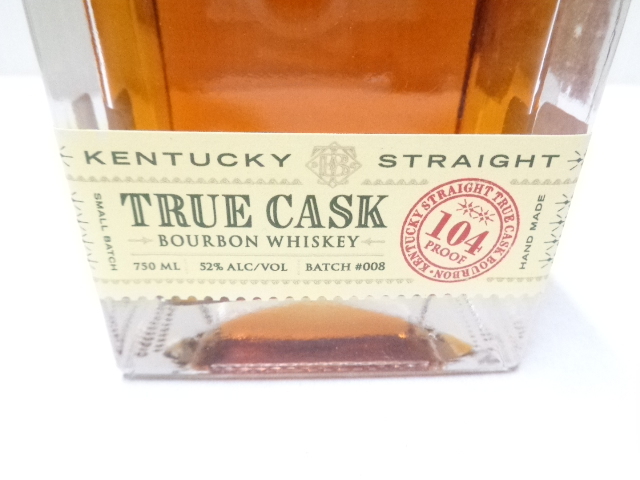 KENTUCKY STRAIGHT
SMALL BATCH
TRUE CASK
BOURBON WHISKEY
750 ML 52% ALC/VOL BATCH #008
KENTUCKY STRAIGHT TRUE CASK BOURBON
104
PROOF
HAND MADE